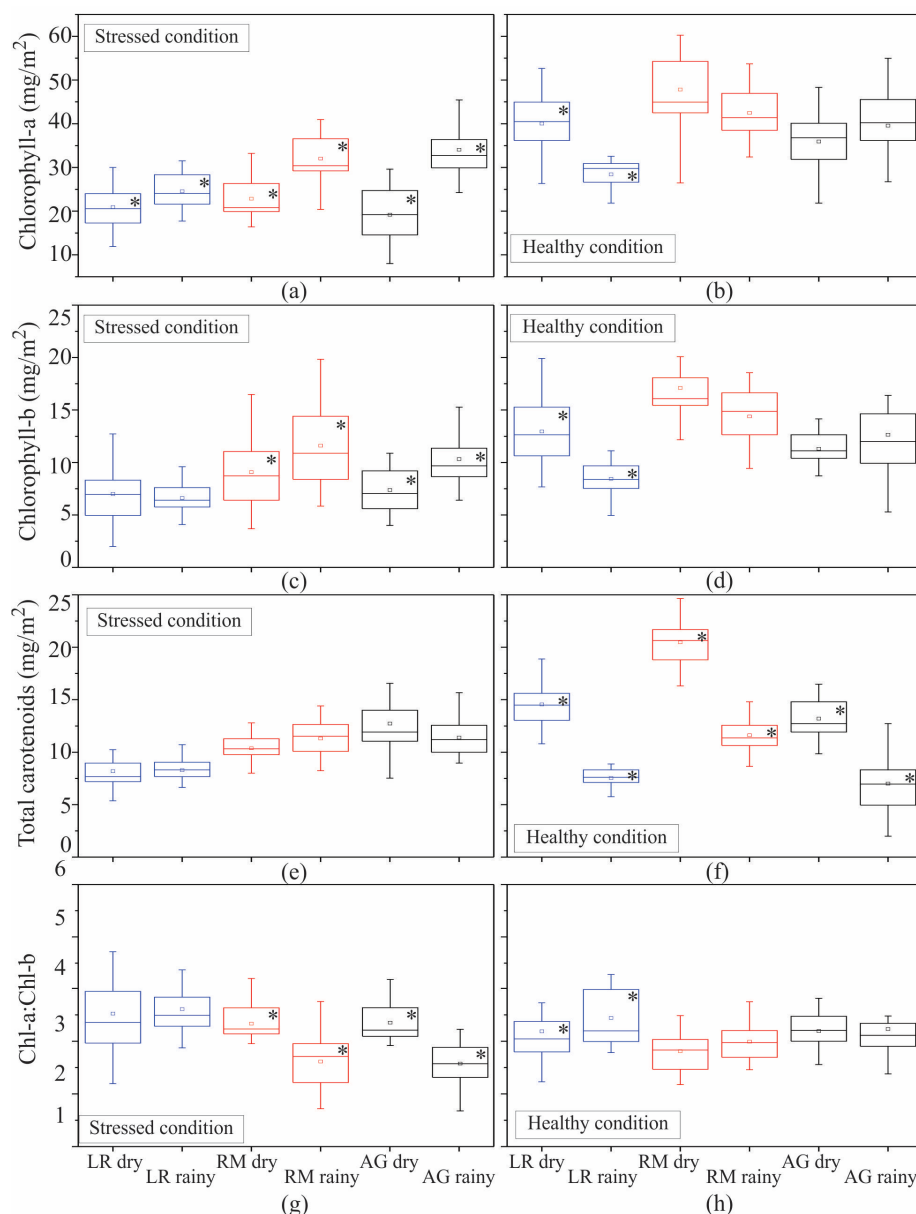 Stressed condition
Chlorophyll-a (mg/m2)
60
50
40
30
20
10
* * * * * *
(a)
* *
Healthy condition
(b)
Stressed condition
Chlorophyll-b (mg/m2)
25
20
15
10
5
0
* * * *
(c)
Healthy condition
* *
(d)
Stressed condition
Total carotenoids (mg/m2)
25
20
15
10
5
0
(e)
* * * * * *
Healthy condition
(f)
Chl-a:Chl-b
6
5
4
3
2
1
* * * *
Stressed condition
LR dry
LR rainy
RM dry
RM rainy
AG dry
AG rainy
(g)
* *
Healthy condition
LR dry
LR rainy
RM dry
RM rainy
AG dry
AG rainy
(h)